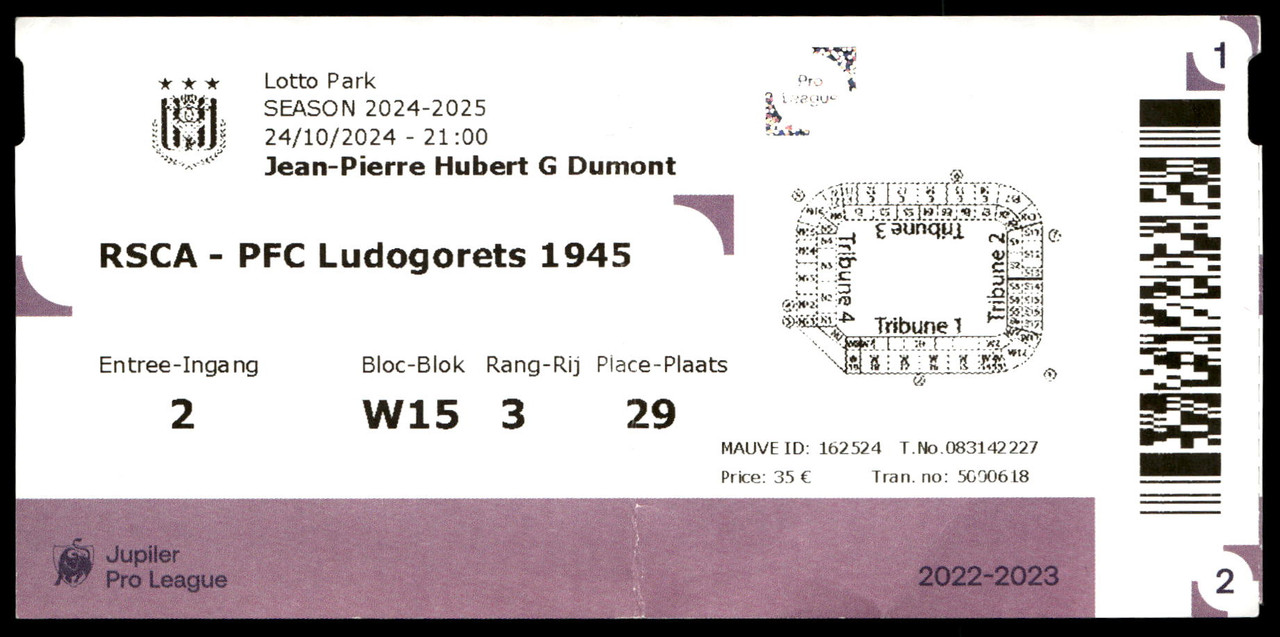 1
Lotto Park
SEASON 2024-2025
24/10/2024 - 21:00
Jean-Pierre Hubert G Dumont
Pro
League
RSCA - PFC Ludogorets 1945
Tribune 3
Tribune 2
Tribune 4
Tribune 1
Entree-Ingang Bloc-Blok Rang-Rij Place-Plaats
2 W15 3 29
MAUVE ID: 162524 T.No.083142227
Price: 35 € Tran. no: 5000618
Jupiler
Pro League
2022-2023
2